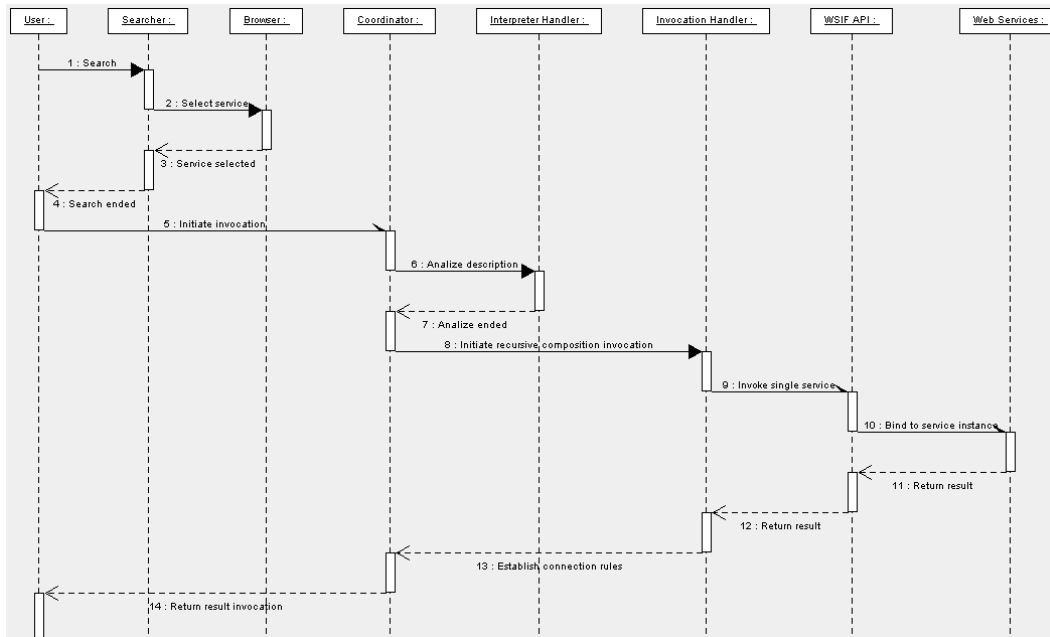 User :
Searcher :
Browser :
Coordinator :
Interpreter Handler :
Invocation Handler :
WSIF API :
Web Services :
1 : Search
2 : Select service
3 : Service selected
4 : Search ended
5 : Initiate invocation
6 : Analize description
7 : Analize ended
8 : Initiate recursive composition invocation
9 : Invoke single service
10 : Bind to service instance
11 : Return result
12 : Return result
13 : Establish connection rules
14 : Return result invocation